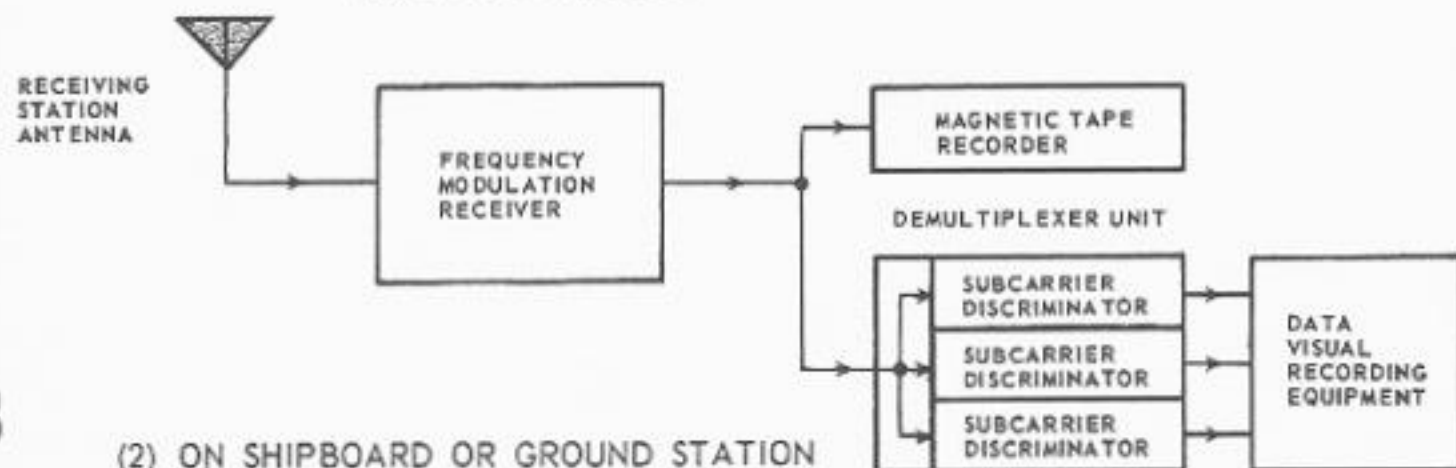 RECEIVING
STATION
ANTENNA
FREQUENCY
MODULATION
RECEIVER
MAGNETIC TAPE
RECORDER
DEMULTIPLEXER UNIT
SUBCARRIER
DISCRIMINATOR
SUBCARRIER
DISCRIMINATOR
SUBCARRIER
DISCRIMINATOR
DATA
VISUAL
RECORDING
EQUIPMENT
(2) ON SHIPBOARD OR GROUND STATION